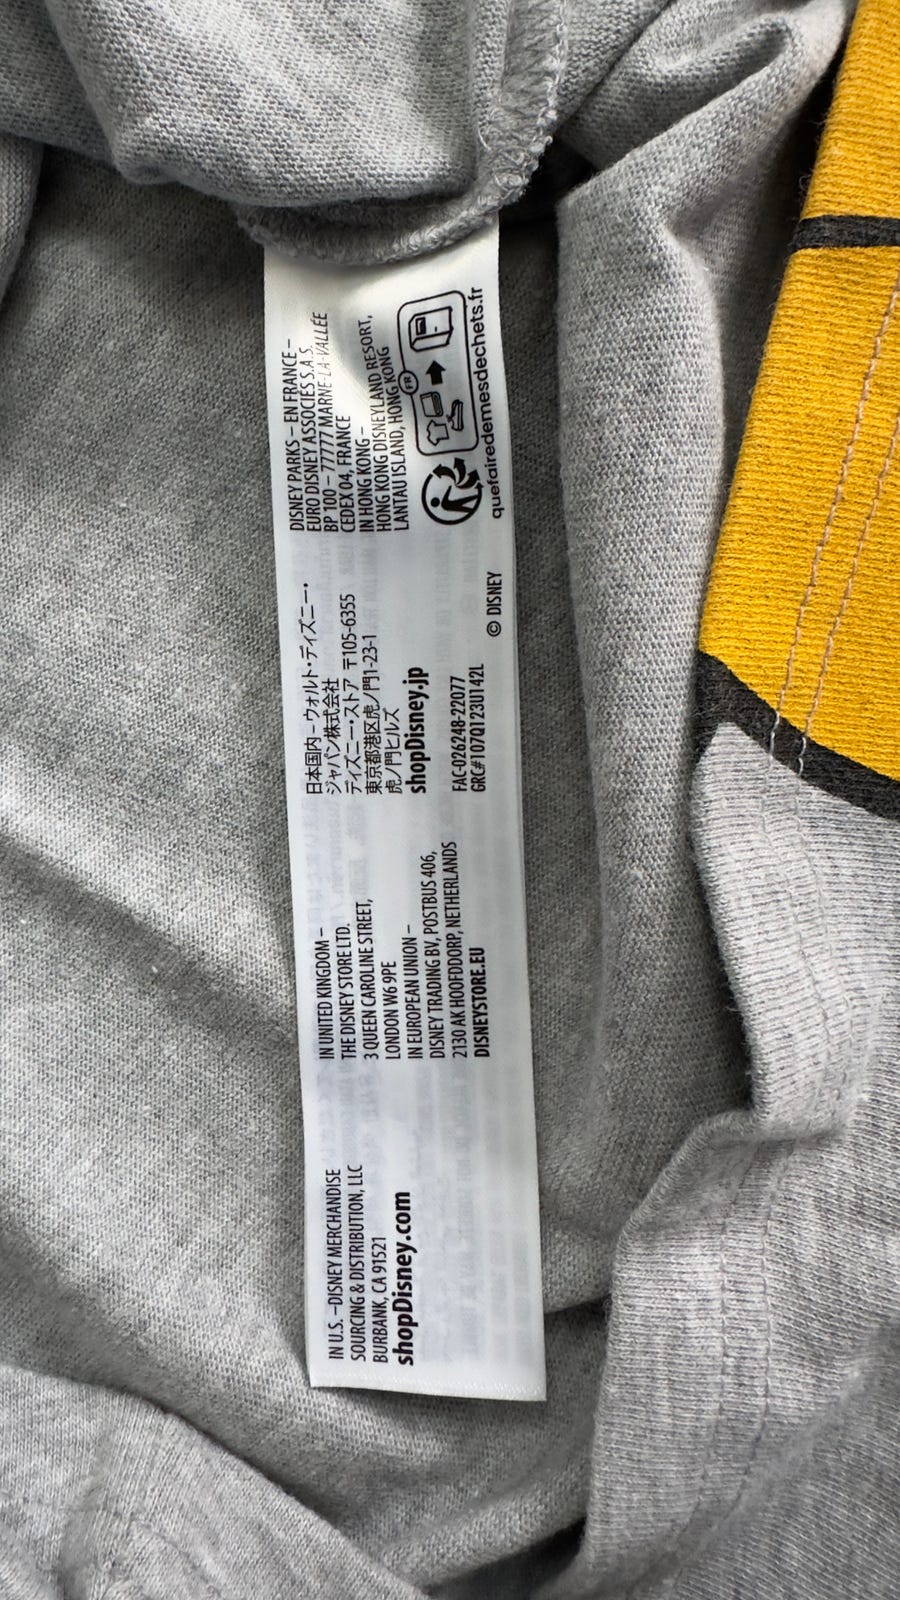 IN U.S. –DISNEY MERCHANDISE
SOURCING & DISTRIBUTION, LLC
BURBANK, CA 91521
shopDisney.com
IN UNITED KINGDOM –
THE DISNEY STORE LTD.
3 QUEEN CAROLINE STREET,
LONDON W6 9PE
IN EUROPEAN UNION –
DISNEY TRADING BV, POSTBUS 406,
2130 AK HOOFDDORP, NETHERLANDS
DISNEYSTORE.EU
日本国内 – ウォルト・ディズニー・
ジャパン株式会社
ディズニー・ストア 〒105-6355
東京都港区虎ノ門1-23-1
虎ノ門ヒルズ
shopDisney.jp
FAC-026248-22077
GRC#107Q123U142L
© DISNEY
DISNEY PARKS – EN FRANCE –
EURO DISNEY ASSOCIÉS S.A.S.
BP 100 – 77777 MARNE-LA-VALLÉE
CEDEX 04, FRANCE
IN HONG KONG –
HONG KONG DISNEYLAND RESORT,
LANTAU ISLAND, HONG KONG
FR
quefairedemesdechets.fr